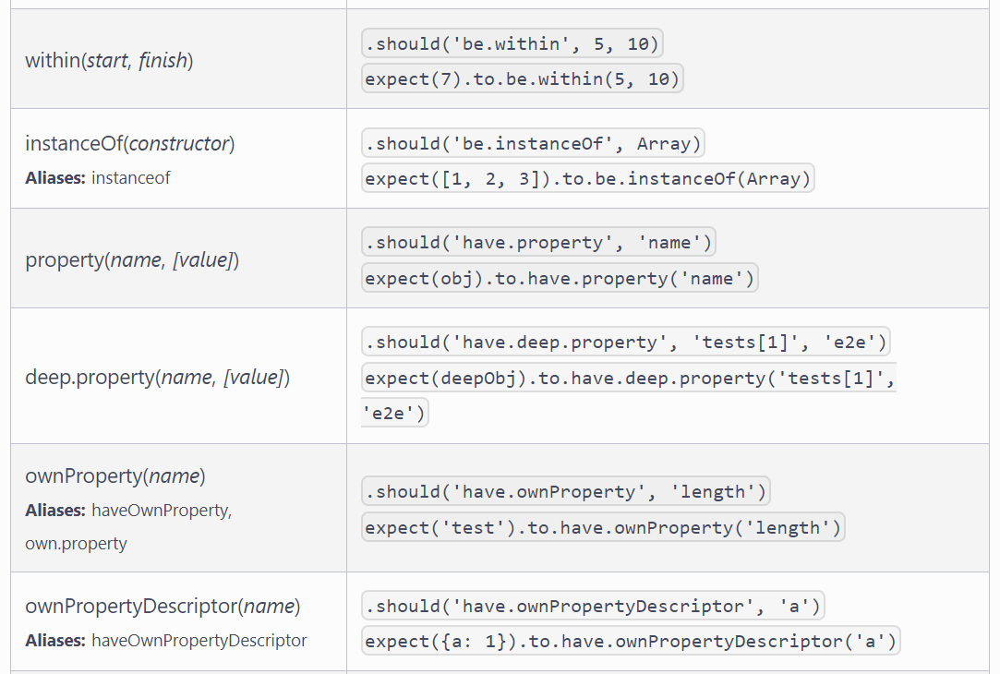 within(start, finish)
.should('be.within', 5, 10)
expect(7).to.be.within(5, 10)
instanceOf(constructor)
Aliases: instanceof
.should('be.instanceOf', Array)
expect([1, 2, 3]).to.be.instanceOf(Array)
property(name, [value])
.should('have.property', 'name')
expect(obj).to.have.property('name')
deep.property(name, [value])
.should('have.deep.property', 'tests[1]', 'e2e')
expect(deepObj).to.have.deep.property('tests[1]',
'e2e')
ownProperty(name)
Aliases: haveOwnProperty,
own.property
.should('have.ownProperty', 'length')
expect('test').to.have.ownProperty('length')
ownPropertyDescriptor(name)
Aliases: haveOwnPropertyDescriptor
.should('have.ownPropertyDescriptor', 'a')
expect({a: 1}).to.have.ownPropertyDescriptor('a')